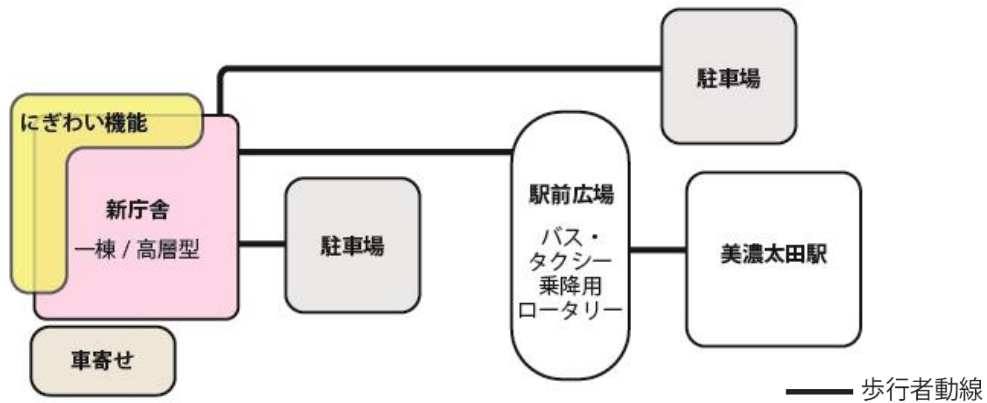 駐車場
にぎわい機能
新庁舎
一棟 / 高層型
駐車場
駅前広場
バス・
タクシー
乗降用
ロータリー
美濃太田駅
車寄せ
歩行者動線